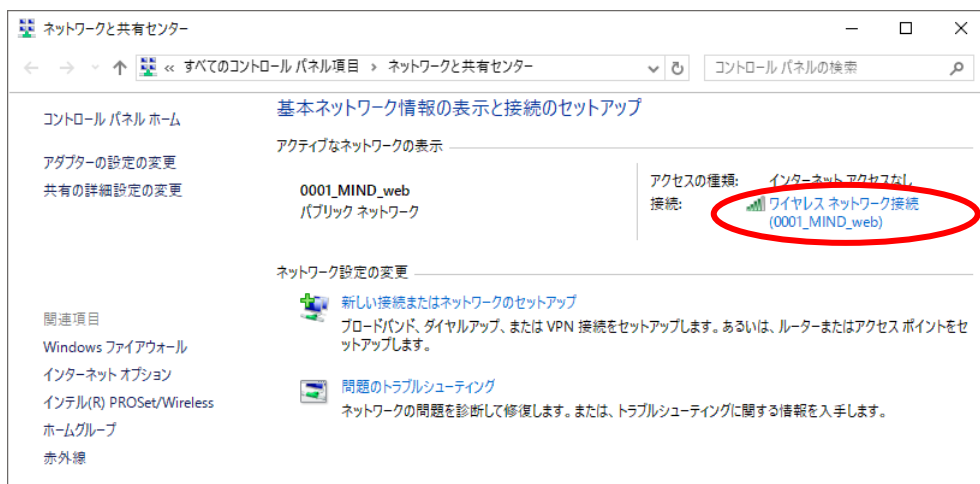 ネットワークと共有センター
« すべてのコントロール パネル項目 › ネットワークと共有センター
コントロール パネルの検索
コントロール パネル ホーム
アダプターの設定の変更
共有の詳細設定の変更
基本ネットワーク情報の表示と接続のセットアップ
アクティブなネットワークの表示
0001_MIND_web
パブリック ネットワーク
アクセスの種類: インターネット アクセスなし
接続: ワイヤレス ネットワーク接続
(0001_MIND_web)
ネットワーク設定の変更
新しい接続またはネットワークのセットアップ
ブロードバンド、ダイヤルアップ、または VPN 接続をセットアップします。あるいは、ルーターまたはアクセス ポイントをセ
ットアップします。
問題のトラブルシューティング
ネットワークの問題を診断して修復します。または、トラブルシューティングに関する情報を入手します。
関連項目
Windows ファイアウォール
インターネット オプション
インテル(R) PROSet/Wireless
ホームグループ
赤外線